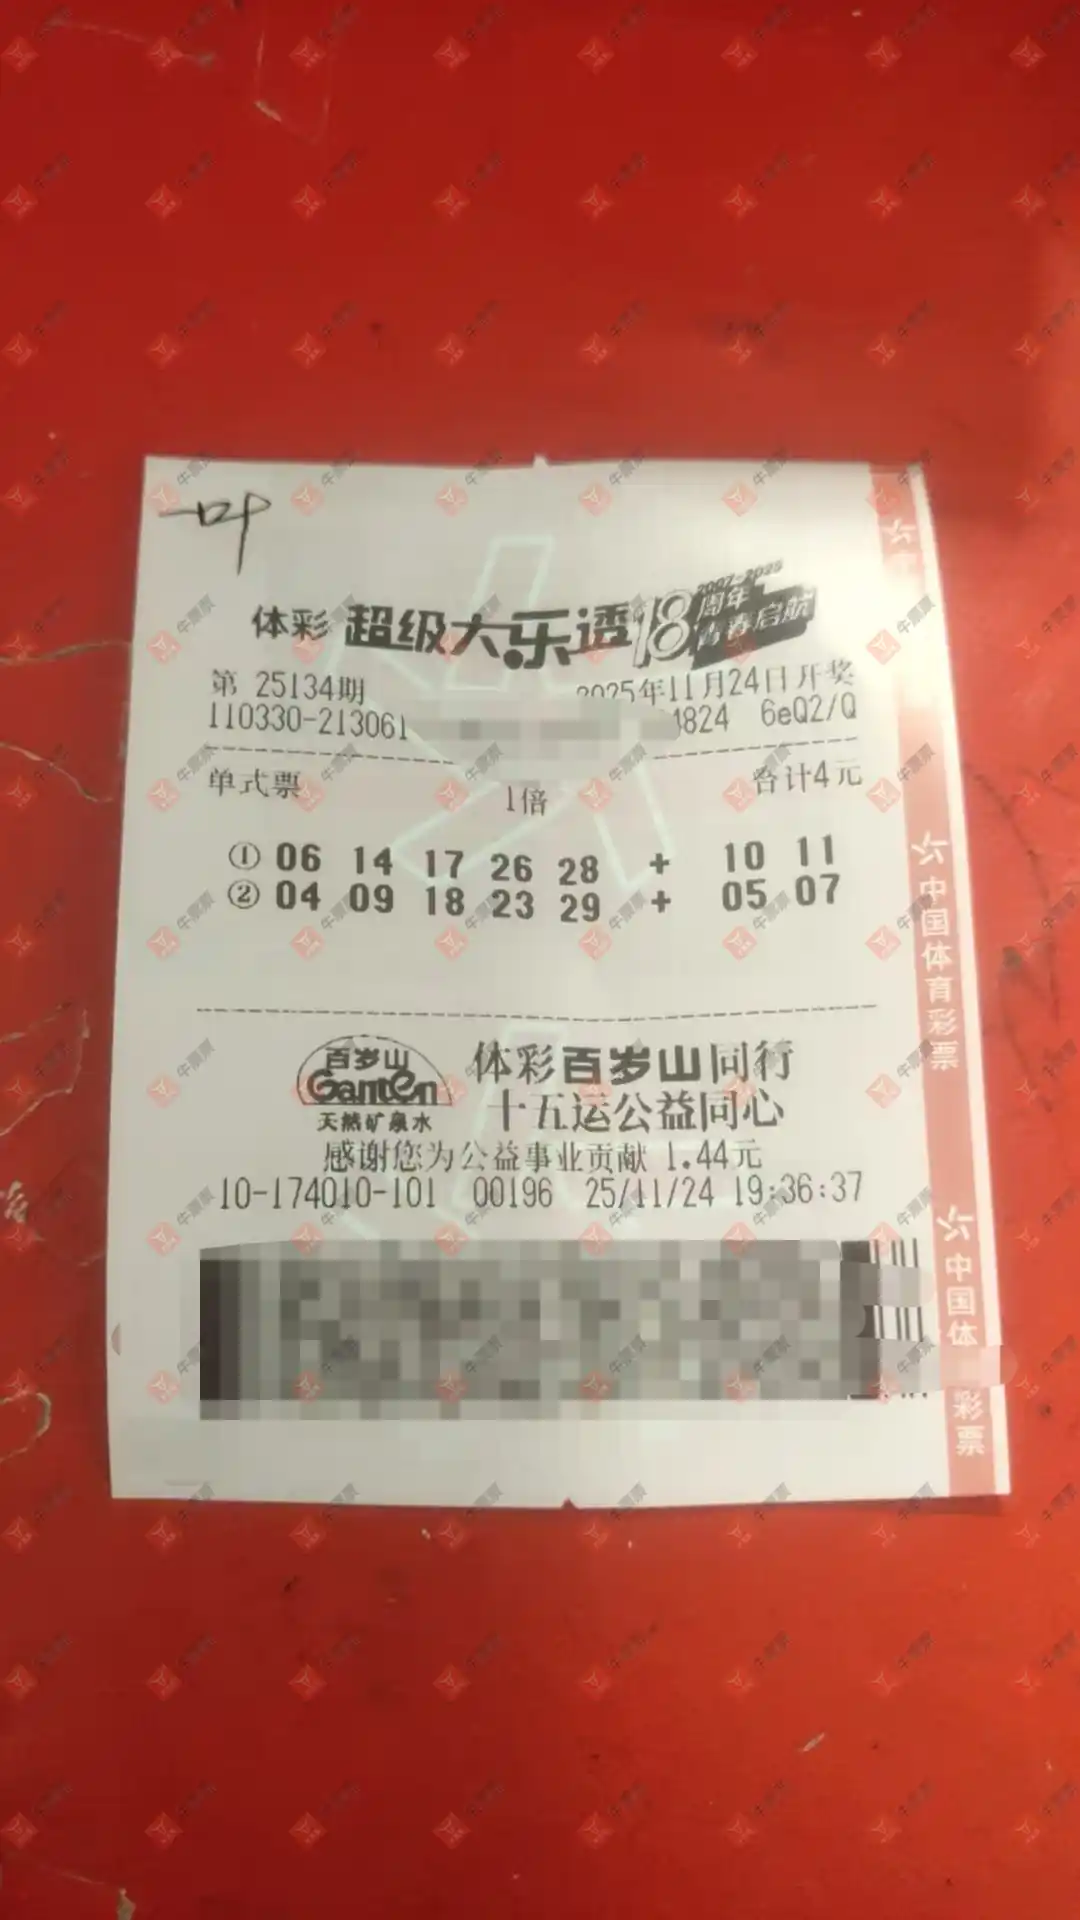 叶
体彩 超级大乐透 18周年 2007-2025 青春启航
第 25134期 2025年11月24日开奖
110330-213061 4824 6eQ2/Q
单式票 1倍 合计4元
① 06 14 17 26 28 + 10 11
② 04 09 18 23 29 + 05 07
百岁山
Ganten
天然矿泉水
体彩百岁山同行
十五运公益同心
感谢您为公益事业贡献 1.44元
10-174010-101 00196 25/11/24 19:36:37
中国体育彩票
中国体
彩票
牛票票